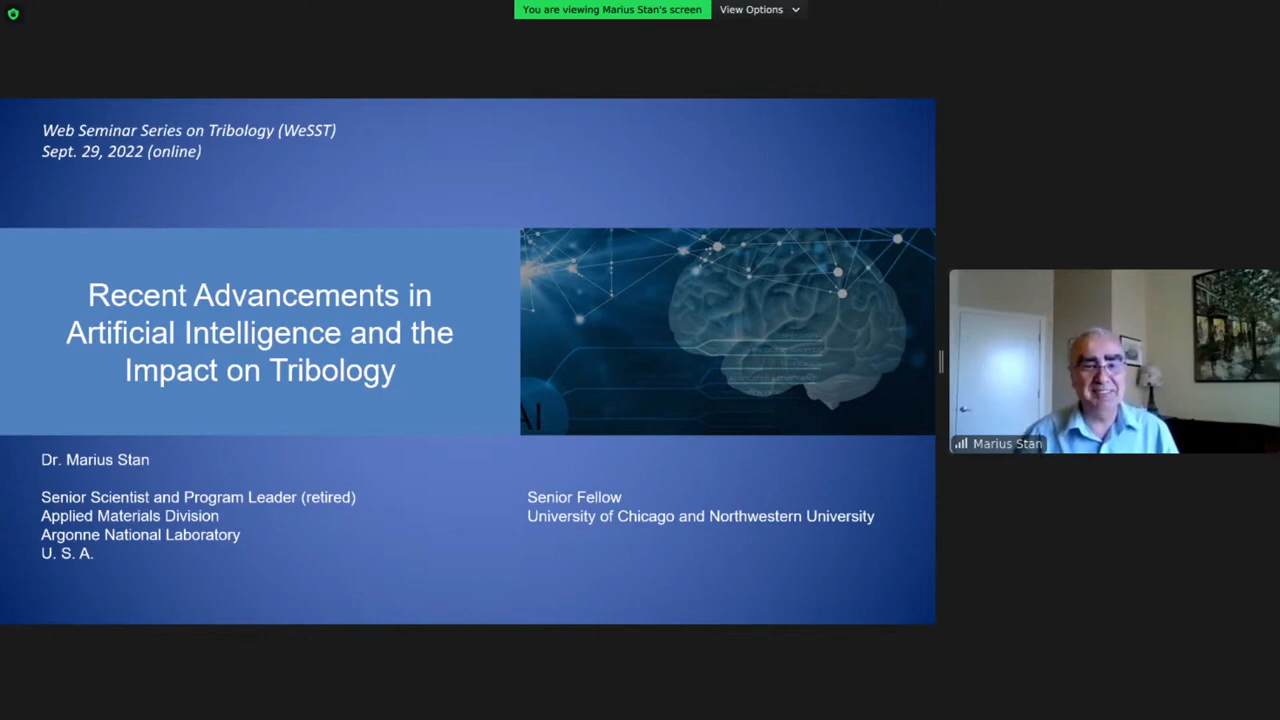 You are viewing Marius Stan's screen
View Options
Web Seminar Series on Tribology (WeSST)
Sept. 29, 2022 (online)
Recent Advancements in
Artificial Intelligence and the
Impact on Tribology
AI
Dr. Marius Stan
Senior Scientist and Program Leader (retired)
Applied Materials Division
Argonne National Laboratory
U. S. A.
Senior Fellow
University of Chicago and Northwestern University
Marius Stan